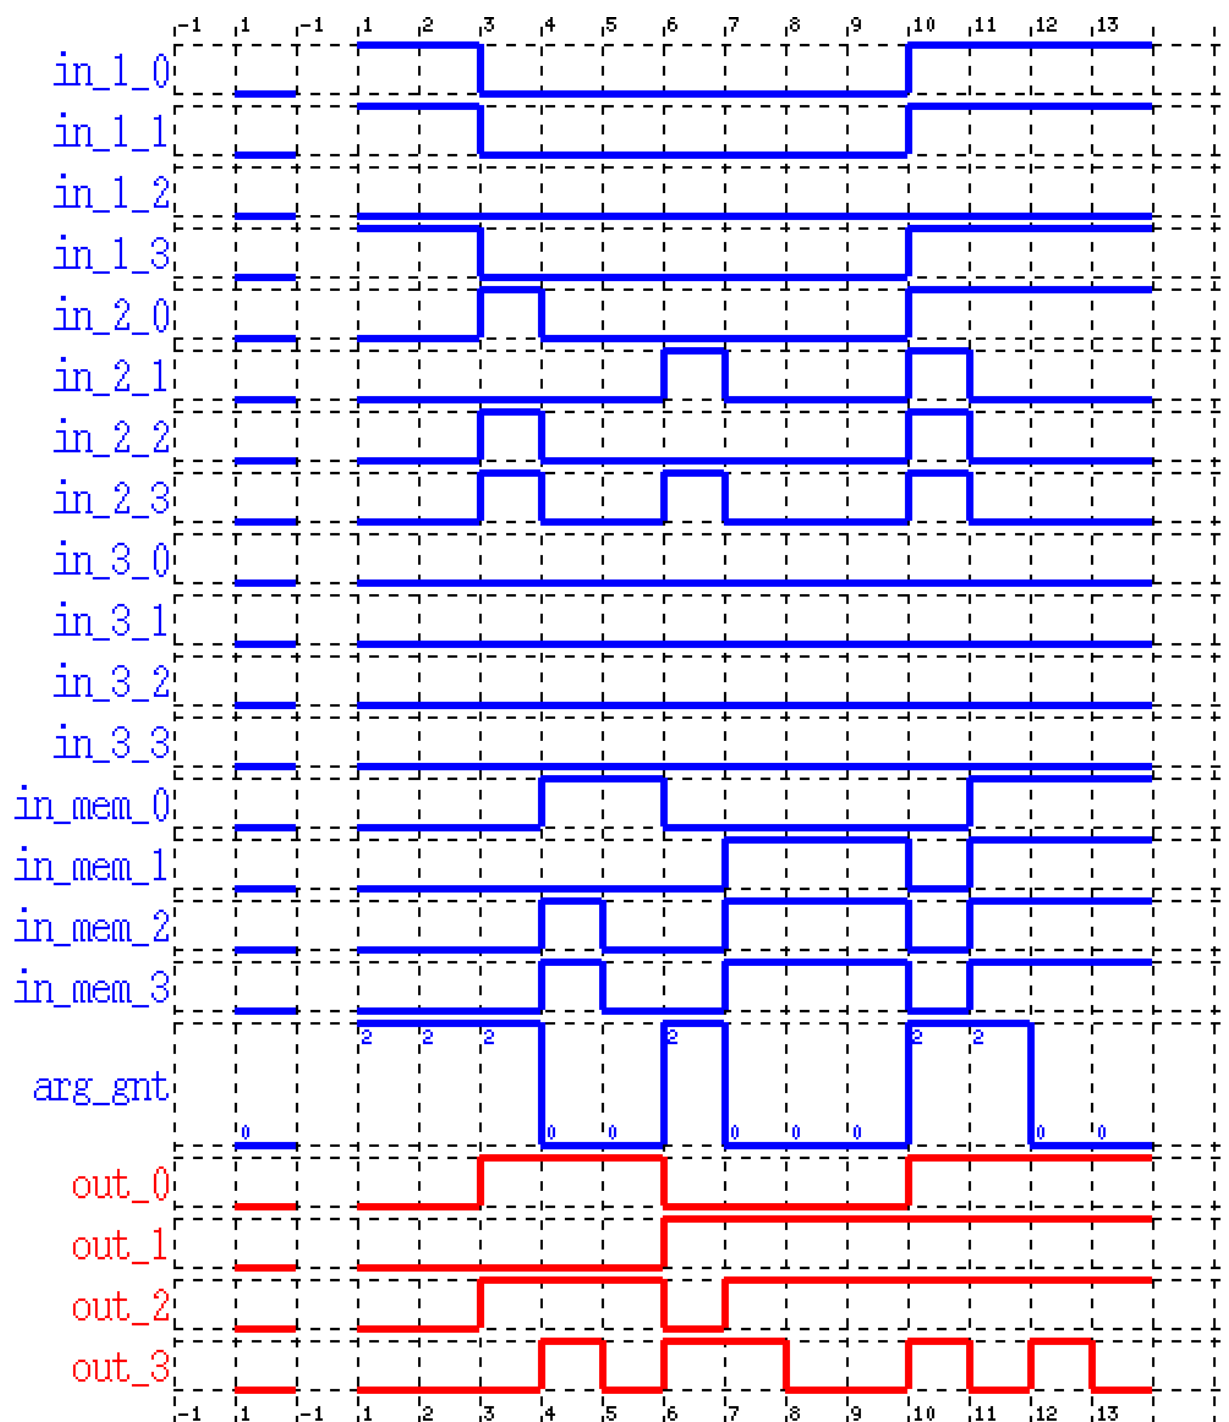 -1 1 -1 1 2 3 4 5 6 7 8 9 10 11 12 13
in_1_0
in_1_1
in_1_2
in_1_3
in_2_0
in_2_1
in_2_2
in_2_3
in_3_0
in_3_1
in_3_2
in_3_3
in_mem_0
in_mem_1
in_mem_2
in_mem_3
2 2 2 2 2 2
arg_gnt
0 0 0 0 0 0 0 0
out_0
out_1
out_2
out_3
-1 1 -1 1 2 3 4 5 6 7 8 9 10 11 12 13